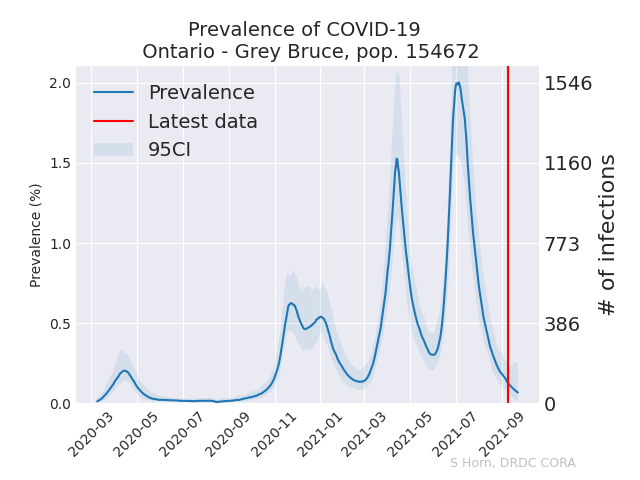 Prevalence of COVID-19
Ontario - Grey Bruce, pop. 154672
Prevalence
Latest data
95CI
Prevalence (%)
2.0
1.5
1.0
0.5
0.0
1546
1160
773
386
0
# of infections
2020-03
2020-05
2020-07
2020-09
2020-11
2021-01
2021-03
2021-05
2021-07
2021-09
S Horn, DRDC CORA